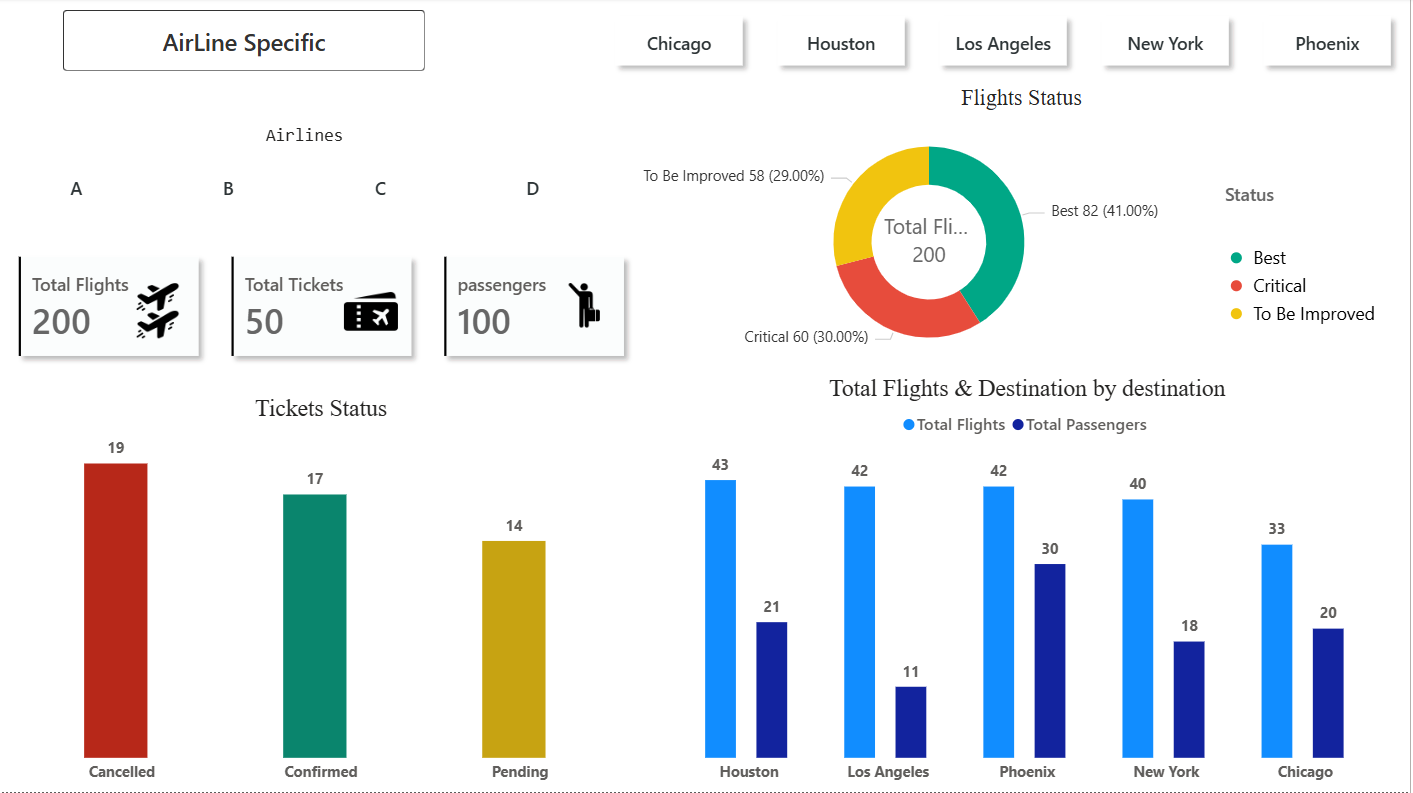 AirLine Specific
Chicago
Houston
Los Angeles
New York
Phoenix
Airlines
A
B
C
D
Total Flights
200
Total Tickets
50
passengers
100
Flights Status
To Be Improved 58 (29.00%)
Best 82 (41.00%)
Critical 60 (30.00%)
Total Fli...
200
Status
Best
Critical
To Be Improved
Tickets Status
19
17
14
Cancelled
Confirmed
Pending
Total Flights & Destination by destination
Total Flights
Total Passengers
43
21
42
11
42
30
40
18
33
20
Houston
Los Angeles
Phoenix
New York
Chicago